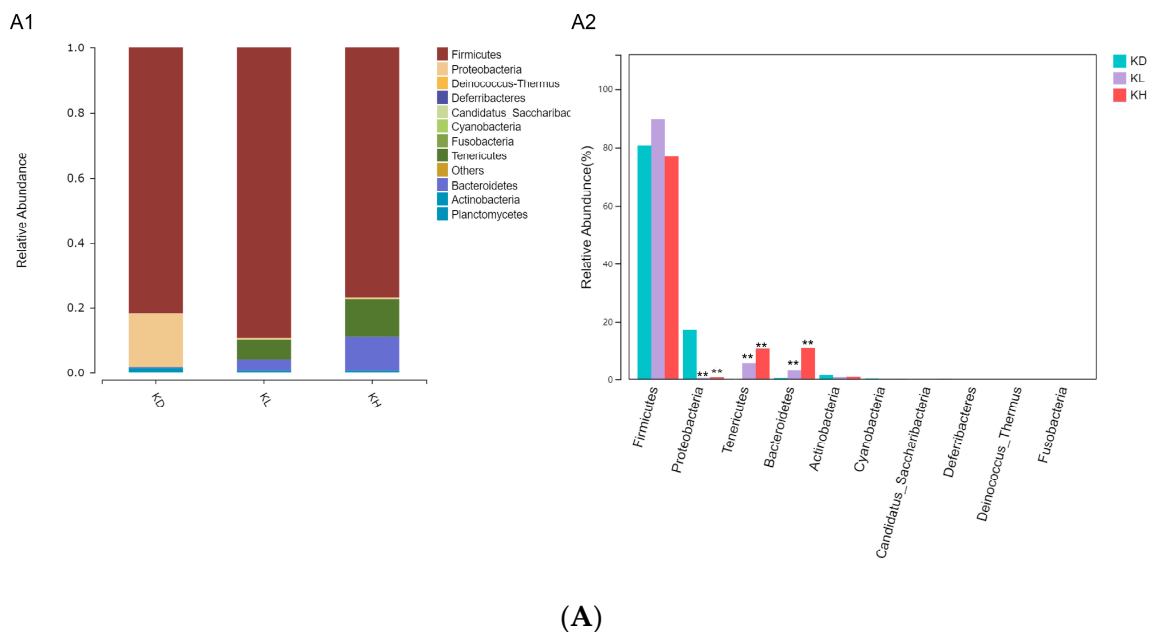 A1
1.0
0.8
0.6
0.4
0.2
0.0
Relative Abundance
KD
KL
KH
Firmicutes
Proteobacteria
Deinococcus-Thermus
Deferribacteres
Candidatus_Saccharibac
Cyanobacteria
Fusobacteria
Tenericutes
Others
Bacteroidetes
Actinobacteria
Planctomycetes
A2
KD
KL
KH
100
80
60
40
20
0
Relative Abundunce(%)
**
**
**
**
**
**
Firmicutes
Proteobacteria
Tenericutes
Bacteroidetes
Actinobacteria
Cyanobacteria
Candidatus_Saccharibacteria
Deferribacteres
Deinococcus_Thermus
Fusobacteria
(A)